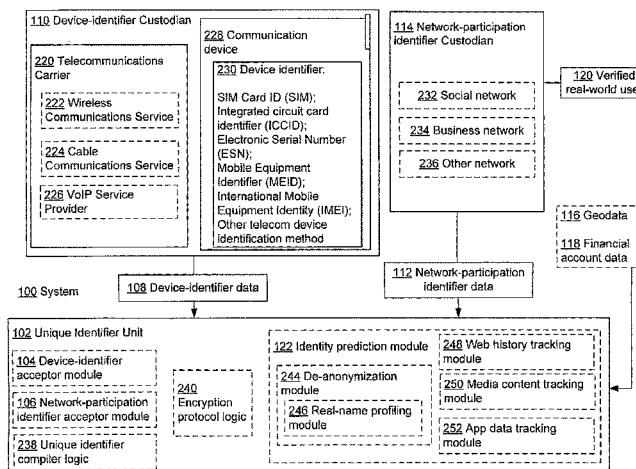 110 Device-identifier Custodian
220 Telecommunications
Carrier
222 Wireless
Communications Service
224 Cable
Communications Service
226 VoIP Service
Provider
228 Communication
device
230 Device identifier:
SIM Card ID (SIM);
Integrated circuit card
identifier (ICCID);
Electronic Serial Number
(ESN);
Mobile Equipment
Identifier (MEID);
International Mobile
Equipment Identity (IMEI);
Other telecom device
identification method
114 Network-participation
identifier Custodian
232 Social network
234 Business network
236 Other network
120 Verified
real-world user
116 Geodata
118 Financial
account data
100 System
108 Device-identifier data
112 Network-participation
identifier data
102 Unique Identifier Unit
104 Device-identifier
acceptor module
106 Network-participation
identifier acceptor module
238 Unique identifier
compiler logic
240
Encryption
protocol logic
122 Identity prediction module
244 De-anonymization
module
246 Real-name profiling
module
248 Web history tracking
module
250 Media content tracking
module
252 App data tracking
module